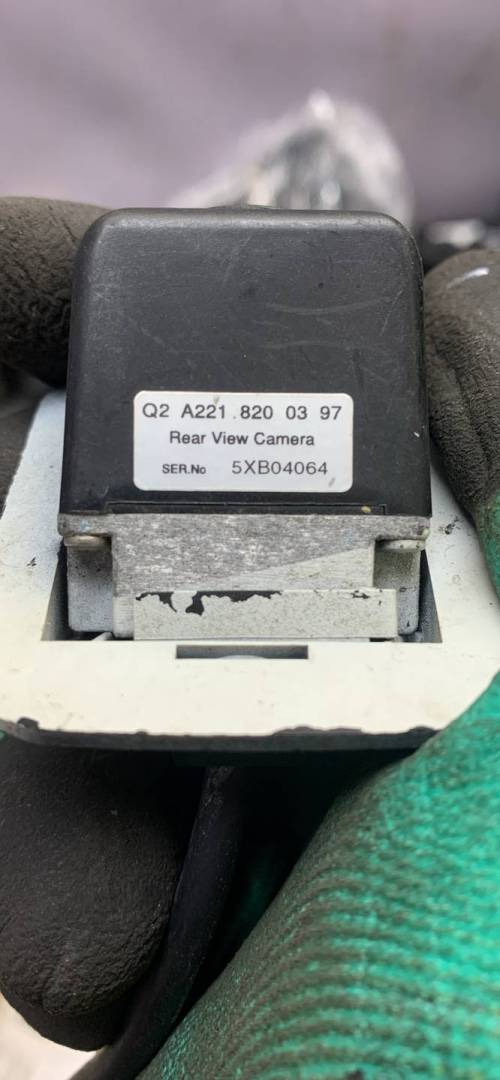 Q2 A221 820 03 97
Rear View Camera
SER.No 5XB04064